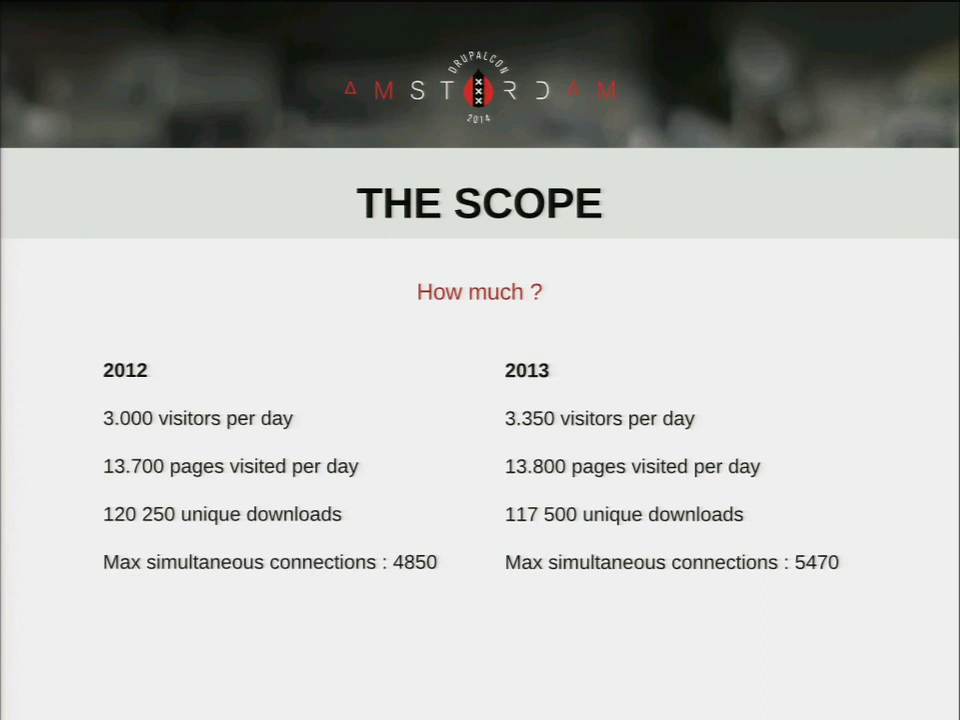 DRUPALCON
AMSTERDAM
2014
THE SCOPE
How much ?
2012
3.000 visitors per day
13.700 pages visited per day
120 250 unique downloads
Max simultaneous connections : 4850
2013
3.350 visitors per day
13.800 pages visited per day
117 500 unique downloads
Max simultaneous connections : 5470